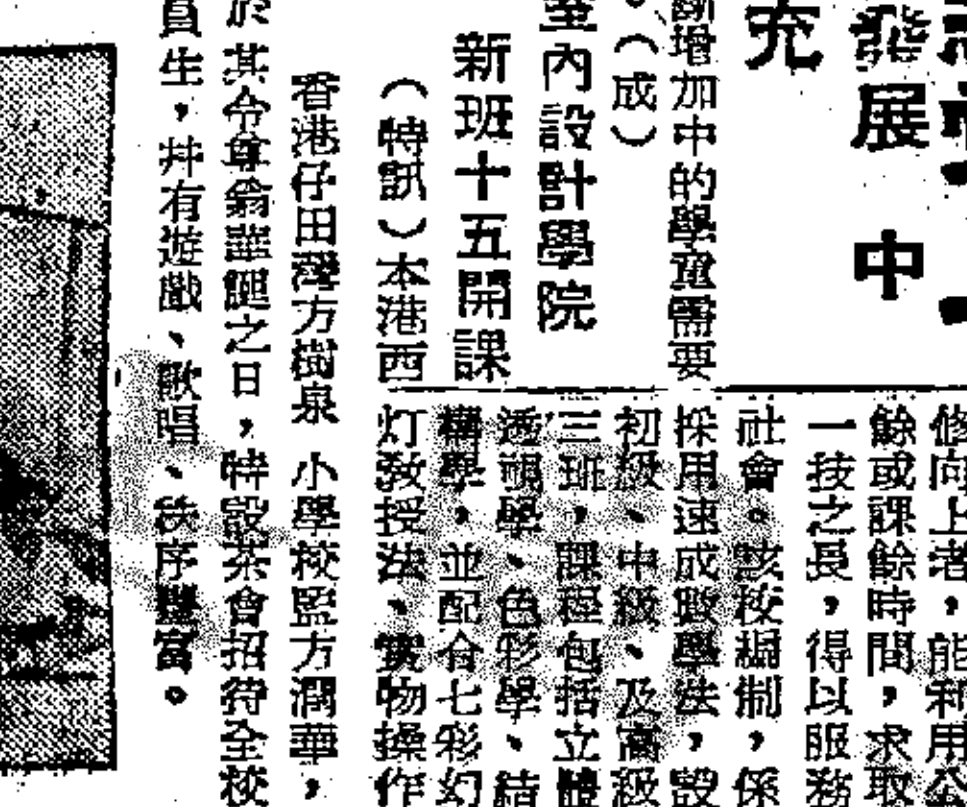 發展中
充
增加中的學童需要
。（成）
室內設計學院
新班十五開課
（特訊）本港西
修向上者，能利用公
餘或課餘時間，求取
一技之長，得以服務
社會。該校編制，係
採用速成教學法，設
初級、中級、及高級
三班，課程包括立體
透視學、色彩學、結
構學，並配合七彩幻
灯教授法、實物操作
香港仔田灣方樹泉小學校監方潤華，
於其令尊翁華誕之日，特設茶會招待全校
員生，并有遊戲、歌唱、秩序豐富。